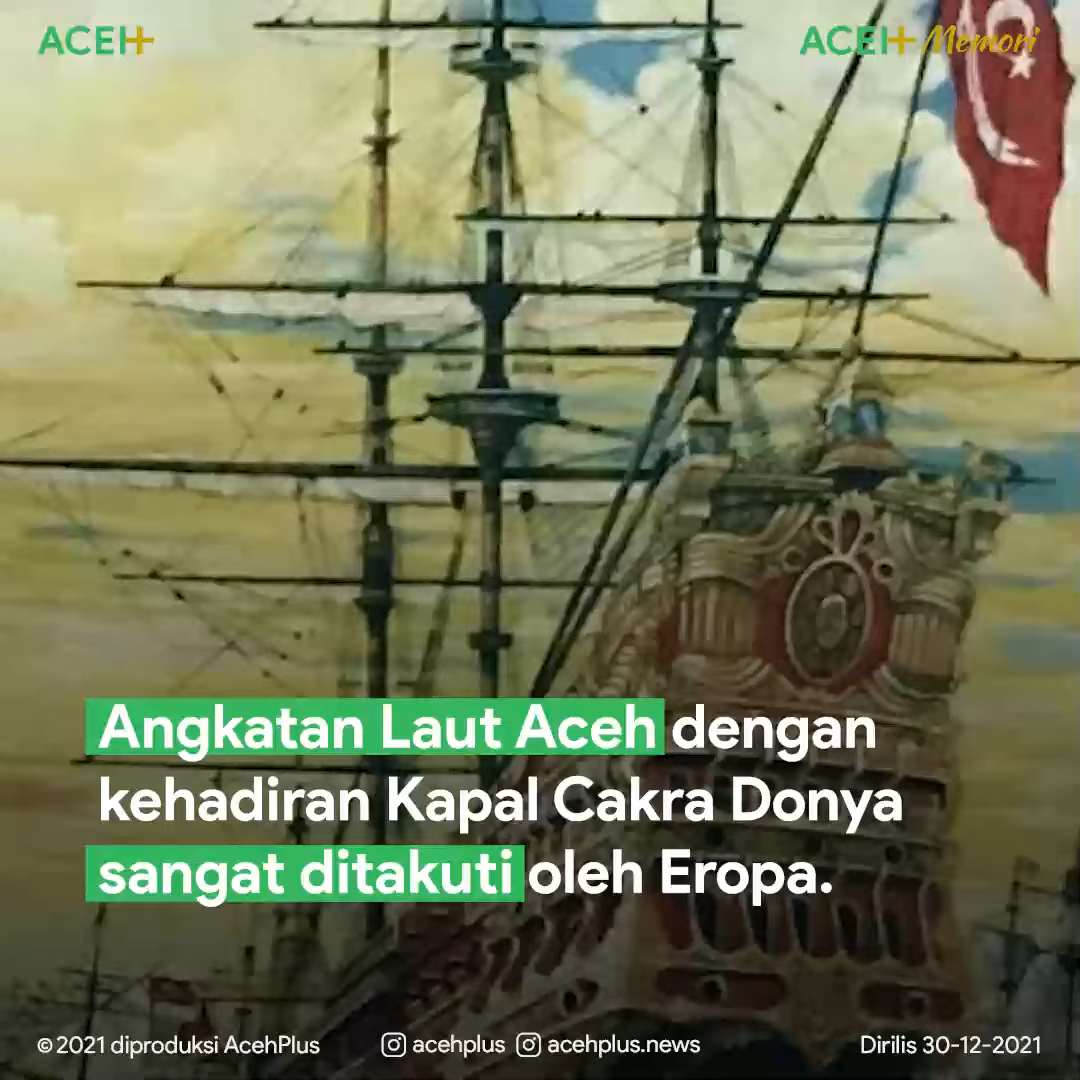 ACEH+
ACEH+ Memori
Angkatan Laut Aceh dengan
kehadiran Kapal Cakra Donya
sangat ditakuti oleh Eropa.
©2021 diproduksi AcehPlus
acehplus acehplus.news
Dirilis 30-12-2021